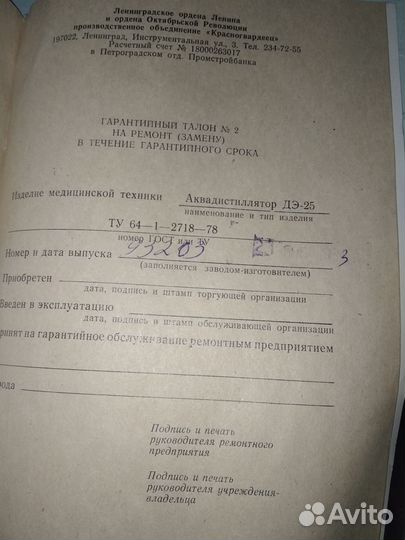 Ленинградское ордена Ленина
и ордена Октябрьской Революции
производственное объединение «Красногвардеец»
197022, Ленинград, Инструментальная ул., 3. Тел. 234-72-55
Расчетный счет № 18000263017
в Петроградском отд. Промстройбанка
ГАРАНТИЙНЫЙ ТАЛОН № 2
НА РЕМОНТ (ЗАМЕНУ)
В ТЕЧЕНИЕ ГАРАНТИЙНОГО СРОКА
Изделие медицинской техники Аквадистиллятор ДЭ-25
наименование и тип изделия
ТУ 64—1—2718—78
номер ГОСТ или ТУ
Номер и дата выпуска 93203 3
(заполняется заводом-изготовителем)
Приобретен
дата, подпись и штамп торгующей организации
Введен в эксплуатацию
дата, подпись и штамп обслуживающей организации
ринят на гарантийное обслуживание ремонтным предприятием
рода
Подпись и печать
руководителя ремонтного
предприятия
Подпись и печать
руководителя учреждения-
владельца
Avito